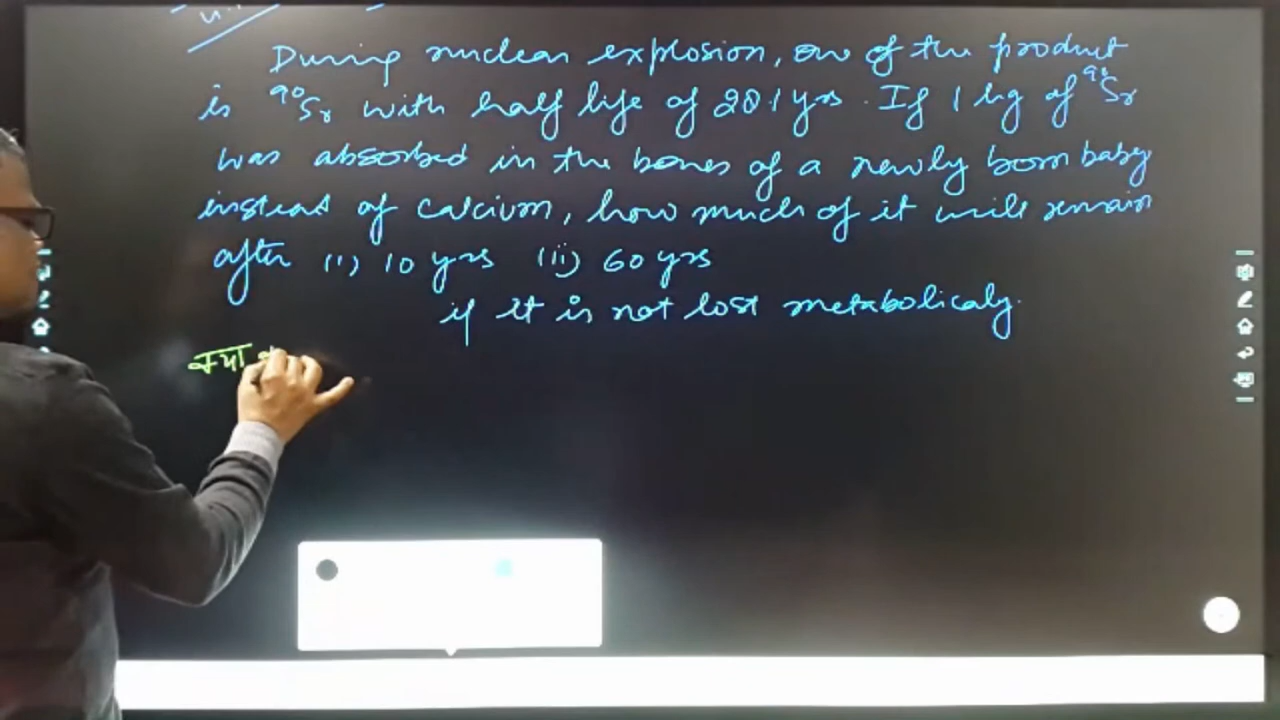 During nuclear explosion, one of the product
is ⁹⁰Sr with half life of 28.1 yrs. If 1 kg of ⁹⁰Sr
was absorbed in the bones of a newly born baby
instead of calcium, how much of it will remain
after (i) 10 yrs (ii) 60 yrs
if it is not lost metabolicaly.
क्या